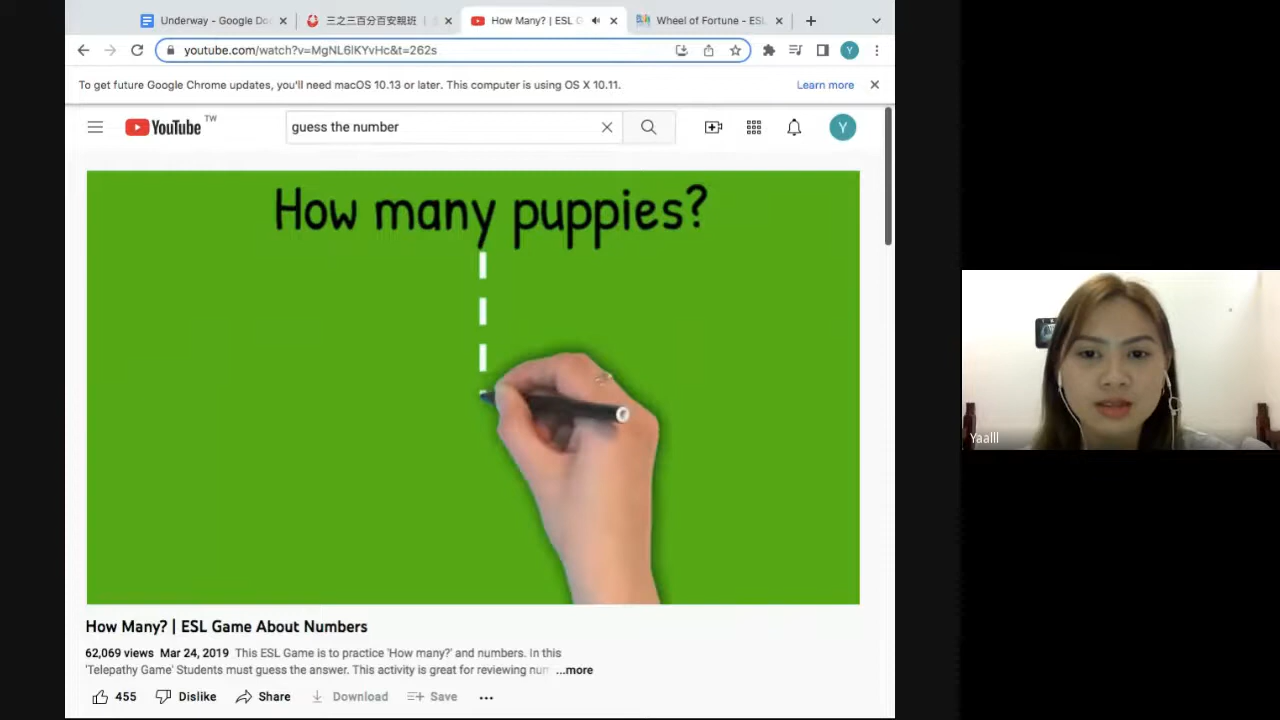 Underway - Google Do
三之三百分百安親班 |
How Many? | ESL G
Wheel of Fortune - ESL
youtube.com/watch?v=MgNL6lKYvHc&t=262s
Y
To get future Google Chrome updates, you'll need macOS 10.13 or later. This computer is using OS X 10.11.
Learn more
YouTube TW
guess the number
Y
How many puppies?
Yaalll
How Many? | ESL Game About Numbers
62,069 views Mar 24, 2019 This ESL Game is to practice 'How many?' and numbers. In this
'Telepathy Game' Students must guess the answer. This activity is great for reviewing num ...more
455 Dislike Share Download Save